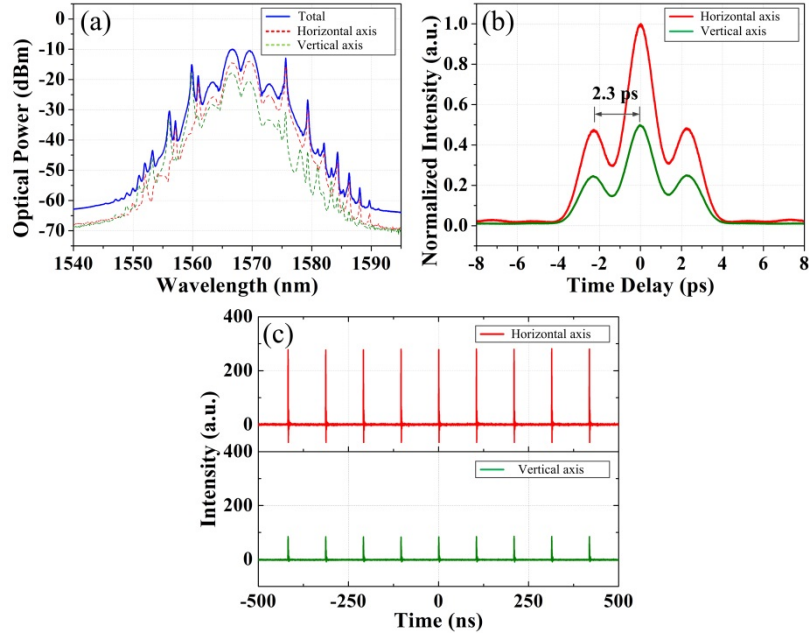 (a)
Total
Horizontal axis
Vertical axis
0
-10
-20
-30
-40
-50
-60
-70
Optical Power (dBm)
1540 1550 1560 1570 1580 1590
Wavelength (nm)
(b)
Horizontal axis
Vertical axis
2.3 ps
1.0
0.8
0.6
0.4
0.2
0.0
Normalized Intensity (a.u.)
-8 -6 -4 -2 0 2 4 6 8
Time Delay (ps)
(c)
Horizontal axis
400
200
0
400
Vertical axis
200
0
Intensity (a.u.)
-500 -250 0 250 500
Time (ns)